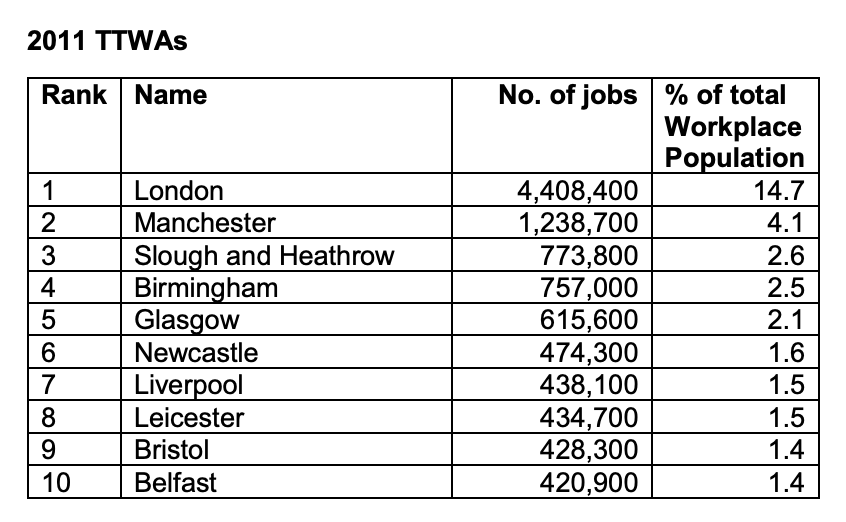 2011 TTWAs
Rank Name No. of jobs % of total
Workplace
Population
1 London 4,408,400 14.7
2 Manchester 1,238,700 4.1
3 Slough and Heathrow 773,800 2.6
4 Birmingham 757,000 2.5
5 Glasgow 615,600 2.1
6 Newcastle 474,300 1.6
7 Liverpool 438,100 1.5
8 Leicester 434,700 1.5
9 Bristol 428,300 1.4
10 Belfast 420,900 1.4